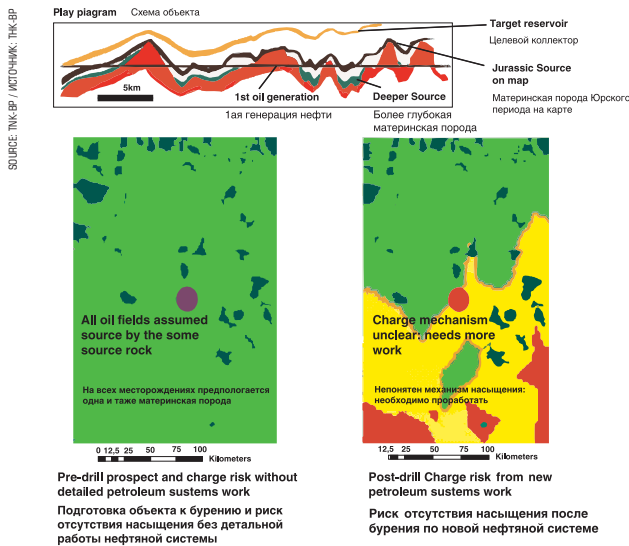 Play piagram Схема объекта
SOURCE: TNK-BP / ИСТОЧНИК: ТНК-ВР
Target reservoir
Целевой коллектор
Jurassic Source
on map
Материнская порода Юрского
периода на карте
5km
1st oil generation
1ая генерация нефти
Deeper Source
Более глубокая
материнская порода
All oil fields assumed
source by the some
source rock
На всех месторождениях предпологается
одна и таже материнская порода
0 12,5 25 50 75 100
Kilometers
Pre-drill prospect and charge risk without
detailed petroleum sustems work
Подготовка объекта к бурению и риск
отсутствия насыщения без детальной
работы нефтяной системы
Charge mechanism
unclear: needs more
work
Непонятен механизм насыщения:
необходимо проработать
12,5 25 50 75 100
Kilometers
Post-drill Charge risk from new
petroleum sustems work
Риск отсутствия насыщения после
бурения по новой нефтяной системе